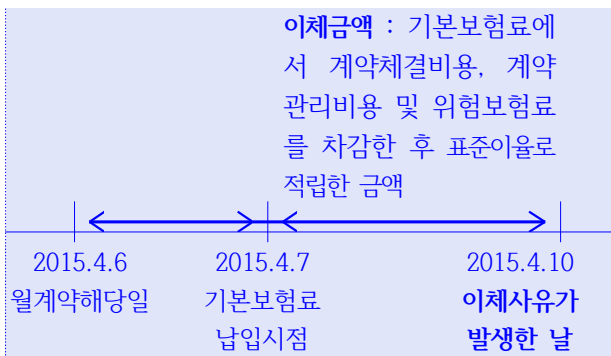 이체금액 : 기본보험료에
서 계약체결비용, 계약
관리비용 및 위험보험료
를 차감한 후 표준이율로
적립한 금액
2015.4.6 2015.4.7 2015.4.10
월계약해당일 기본보험료 이체사유가
납입시점 발생한 날